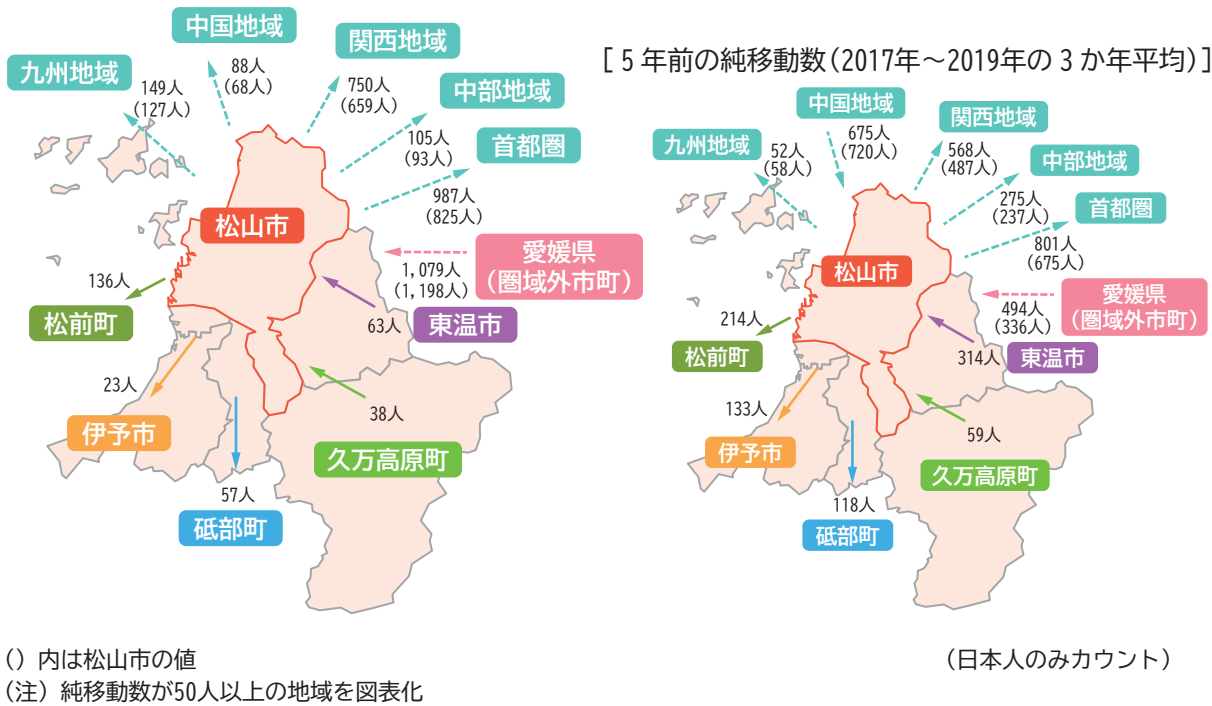 中国地域
関西地域
九州地域
88人
(68人)
750人
(659人)
中部地域
149人
(127人)
105人
(93人)
首都圏
987人
(825人)
松山市
愛媛県
(圏域外市町)
1,079人
(1,198人)
136人
松前町
63人
東温市
23人
38人
伊予市
久万高原町
57人
砥部町
[5年前の純移動数(2017年～2019年の3か年平均)]
中国地域
関西地域
九州地域
675人
(720人)
568人
(487人)
中部地域
52人
(58人)
275人
(237人)
首都圏
801人
(675人)
松山市
愛媛県
(圏域外市町)
494人
(336人)
214人
松前町
314人
東温市
133人
59人
伊予市
久万高原町
118人
砥部町
()内は松山市の値
(日本人のみカウント)
(注)純移動数が50人以上の地域を図表化